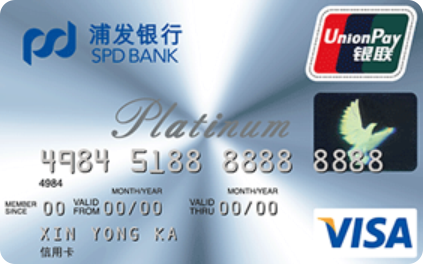 浦发银行
SPD BANK
UnionPay
银联
Platinum
4984 5188 8888 8888
4984
MONTH/YEAR MONTH/YEAR
MEMBER SINCE 00 VALID FROM 00/00 VALID THRU 00/00
XIN YONG KA
信用卡
VISA